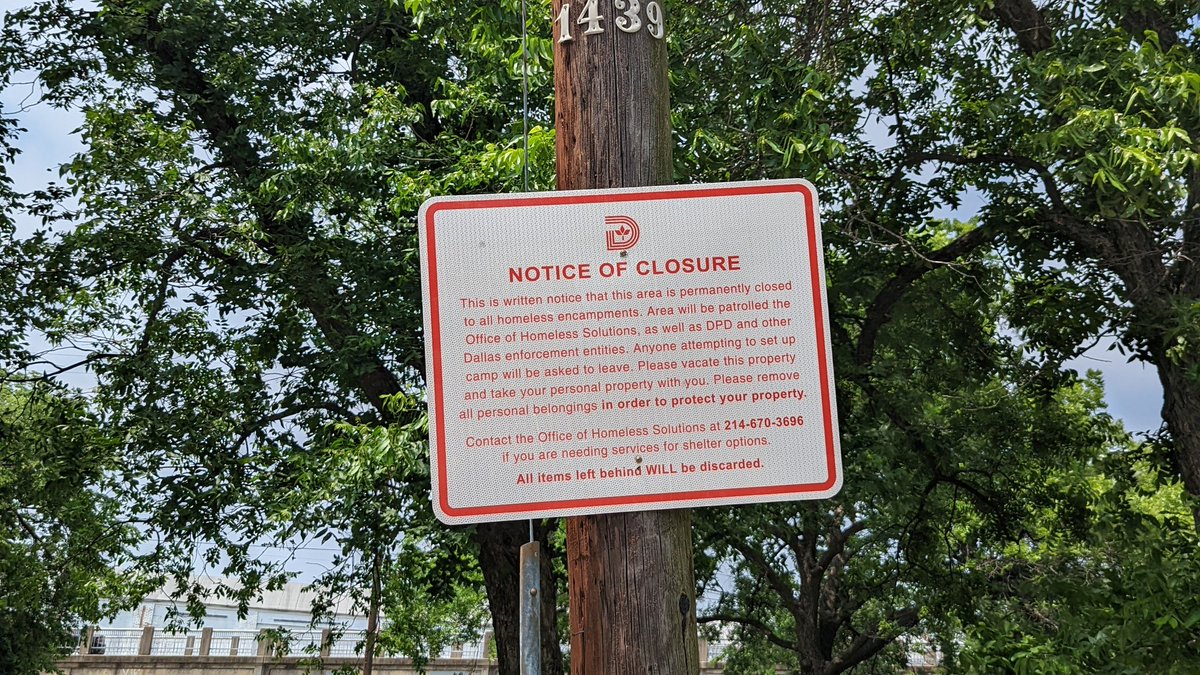 1439
D
NOTICE OF CLOSURE
This is written notice that this area is permanently closed
to all homeless encampments. Area will be patrolled the
Office of Homeless Solutions, as well as DPD and other
Dallas enforcement entities. Anyone attempting to set up
camp will be asked to leave. Please vacate this property
and take your personal property with you. Please remove
all personal belongings in order to protect your property.
Contact the Office of Homeless Solutions at 214-670-3696
if you are needing services for shelter options.
All items left behind WILL be discarded.